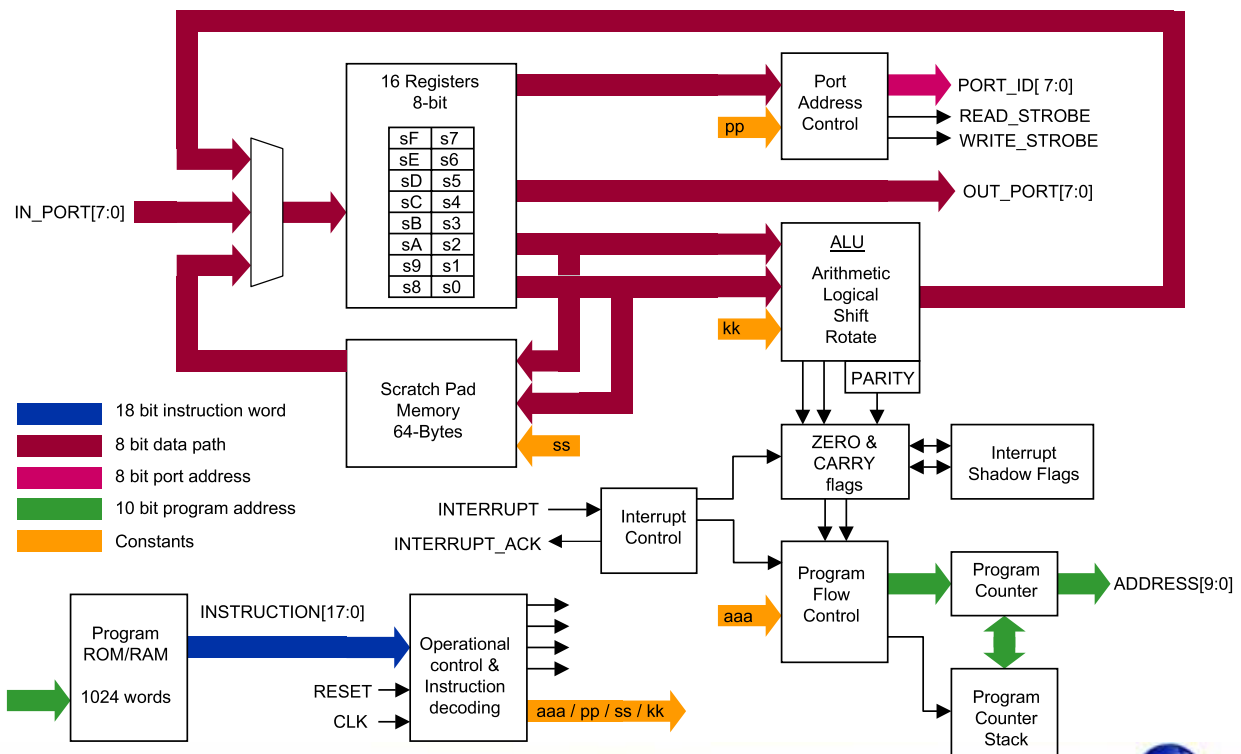 16 Registers
8-bit
sF s7
sE s6
sD s5
sC s4
sB s3
sA s2
s9 s1
s8 s0
Port
Address
Control
pp
PORT_ID[ 7:0]
READ_STROBE
WRITE_STROBE
IN_PORT[7:0]
OUT_PORT[7:0]
ALU
Arithmetic
Logical
Shift
Rotate
kk
PARITY
Scratch Pad
Memory
64-Bytes
ss
18 bit instruction word
8 bit data path
8 bit port address
10 bit program address
Constants
ZERO &
CARRY
flags
Interrupt
Shadow Flags
INTERRUPT
INTERRUPT_ACK
Interrupt
Control
Program
Flow
Control
aaa
Program
Counter
ADDRESS[9:0]
Program
Counter
Stack
Program
ROM/RAM
1024 words
INSTRUCTION[17:0]
RESET
CLK
Operational
control &
Instruction
decoding
aaa / pp / ss / kk